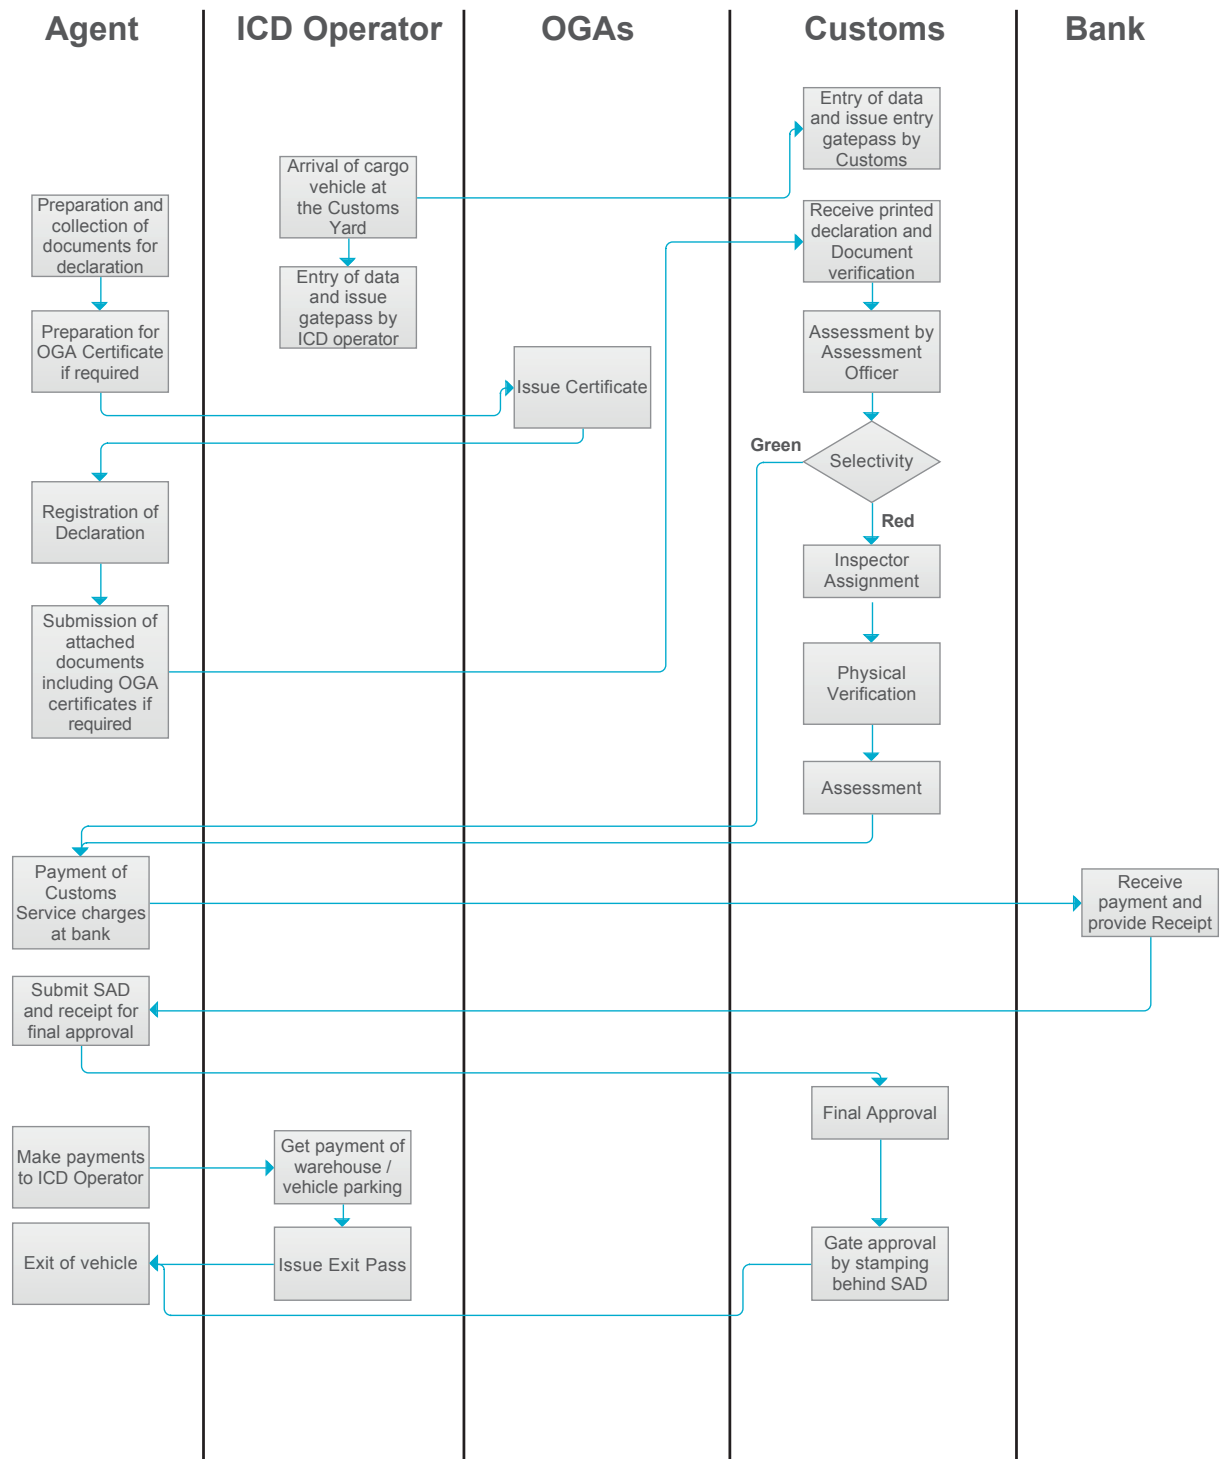 Agent
ICD Operator
OGAs
Customs
Bank
Entry of data
and issue entry
gatepass by
Customs
Arrival of cargo
vehicle at
the Customs
Yard
Preparation and
collection of
documents for
declaration
Receive printed
declaration and
Document
verification
Entry of data
and issue
gatepass by
ICD operator
Preparation for
OGA Certificate
if required
Assessment by
Assessment
Officer
Issue Certificate
Green
Selectivity
Red
Registration of
Declaration
Inspector
Assignment
Submission of
attached
documents
including OGA
certificates if
required
Physical
Verification
Assessment
Payment of
Customs
Service charges
at bank
Receive
payment and
provide Receipt
Submit SAD
and receipt for
final approval
Final Approval
Make payments
to ICD Operator
Get payment of
warehouse /
vehicle parking
Exit of vehicle
Issue Exit Pass
Gate approval
by stamping
behind SAD